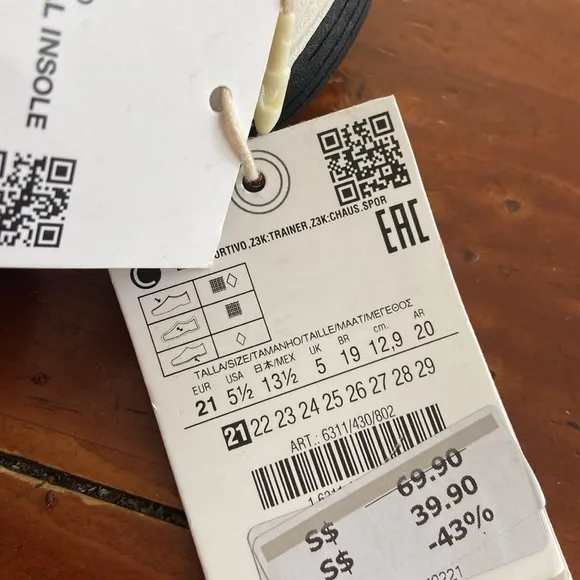 L INSOLE
ORTIVO,Z3K:TRAINER,Z3K:CHAUS.SPOR
EAC
TALLA/SIZE/TAMANHO/TAILLE/MAAT/ΜΕΓΕΘΟΣ
EUR USA 日本/MEX UK BR cm. AR
21 5½ 13½ 5 19 12,9 20
21 22 23 24 25 26 27 28 29
ART.: 6311/430/802
69.90
S$ 39.90
S$ -43%